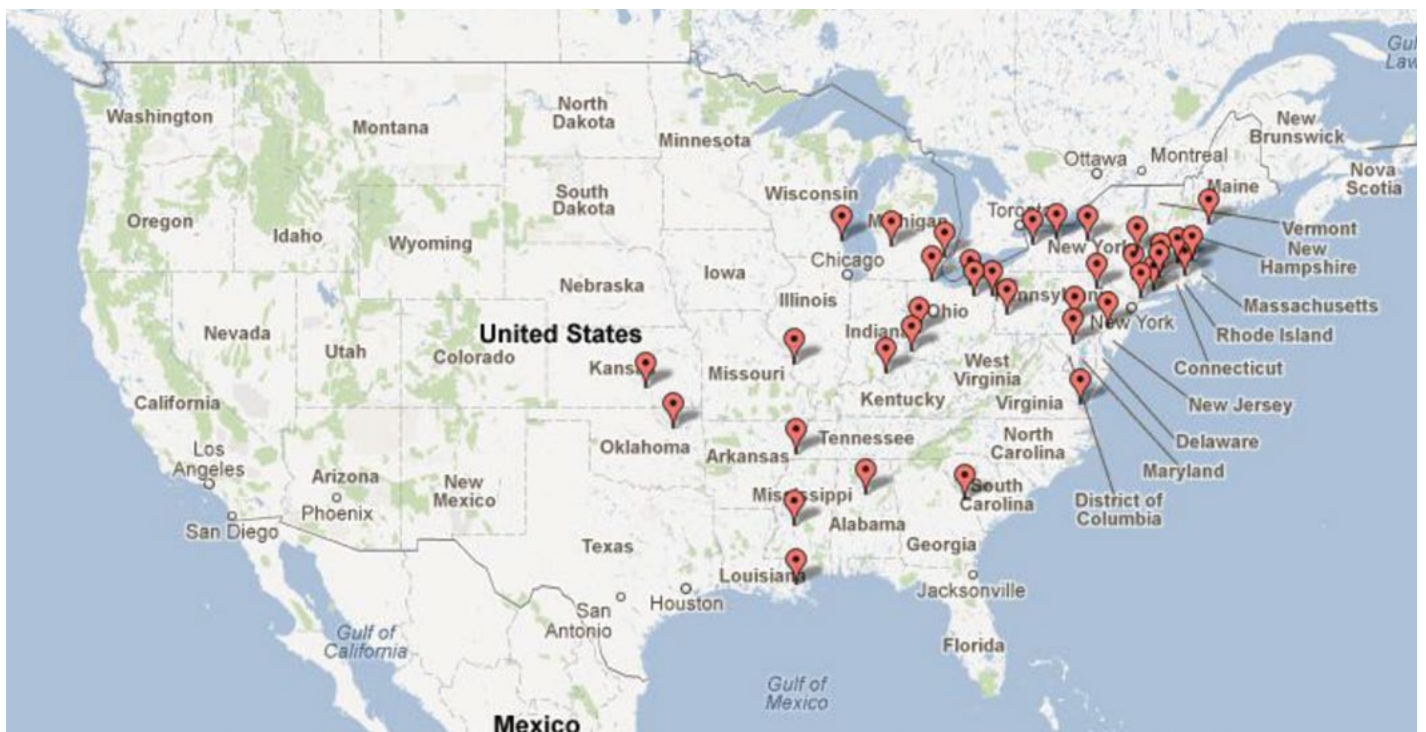 Gul
Law
Washington
Montana
North
Dakota
Minnesota
Ottawa
Montreal
New
Brunswick
Nova
Scotia
Maine
Oregon
Idaho
South
Dakota
Wisconsin
Michigan
Toronto
Vermont
Wyoming
New York
New
Hampshire
Chicago
Iowa
Nebraska
Illinois
Pennsylvania
Massachusetts
Nevada
Utah
United States
Colorado
Indiana
Ohio
New York
Rhode Island
Kansas
Missouri
West
Virginia
Connecticut
California
Kentucky
Virginia
New Jersey
Los
Angeles
Arizona
Phoenix
New
Mexico
Oklahoma
Arkansas
Tennessee
North
Carolina
Delaware
Maryland
San Diego
Mississippi
Alabama
South
Carolina
District of
Columbia
Texas
Georgia
Louisiana
Jacksonville
San
Antonio
Houston
Gulf of
California
Florida
Gulf of
Mexico
Mexico